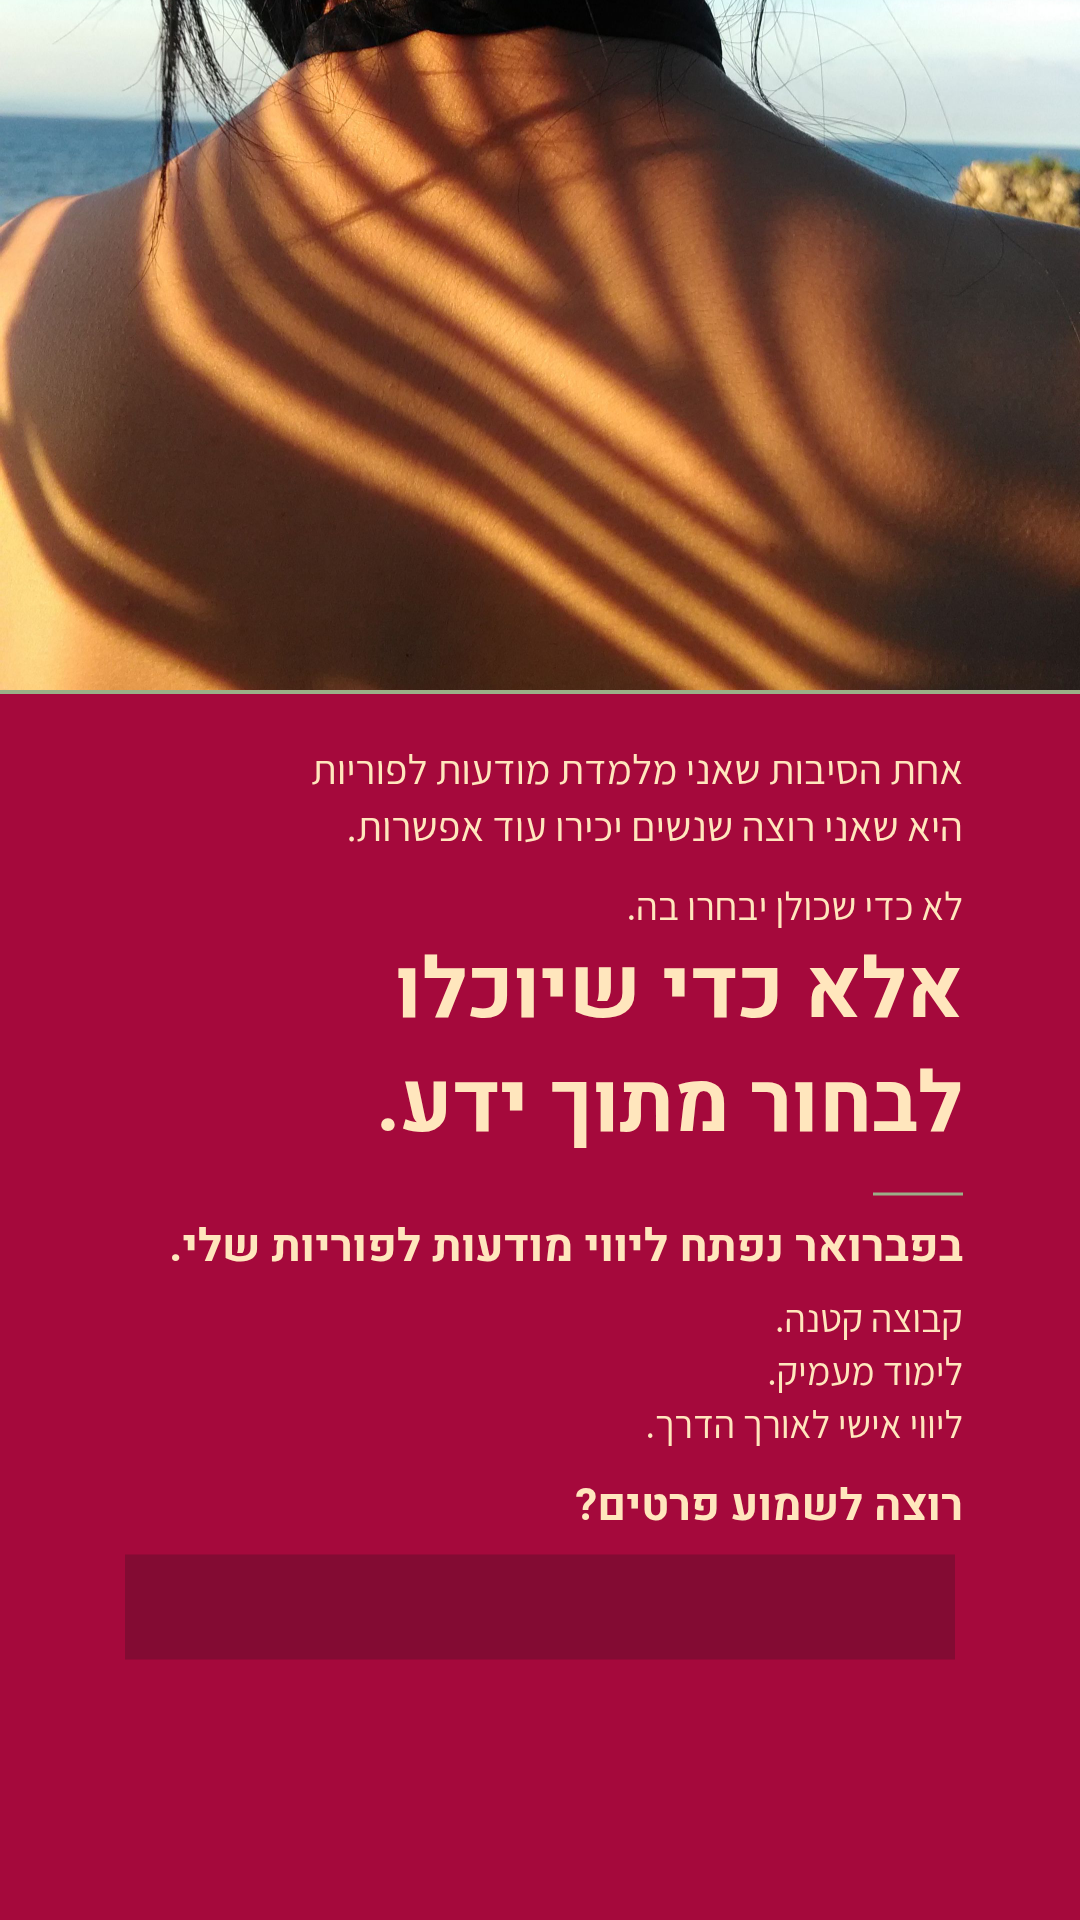 אחת הסיבות שאני מלמדת מודעות לפוריות
היא שאני רוצה שנשים יכירו עוד אפשרות.
לא כדי שכולן יבחרו בה.
אלא כדי שיוכלו
לבחור מתוך ידע.
בפברואר נפתח ליווי מודעות לפוריות שלי.
קבוצה קטנה.
לימוד מעמיק.
ליווי אישי לאורך הדרך.
רוצה לשמוע פרטים?